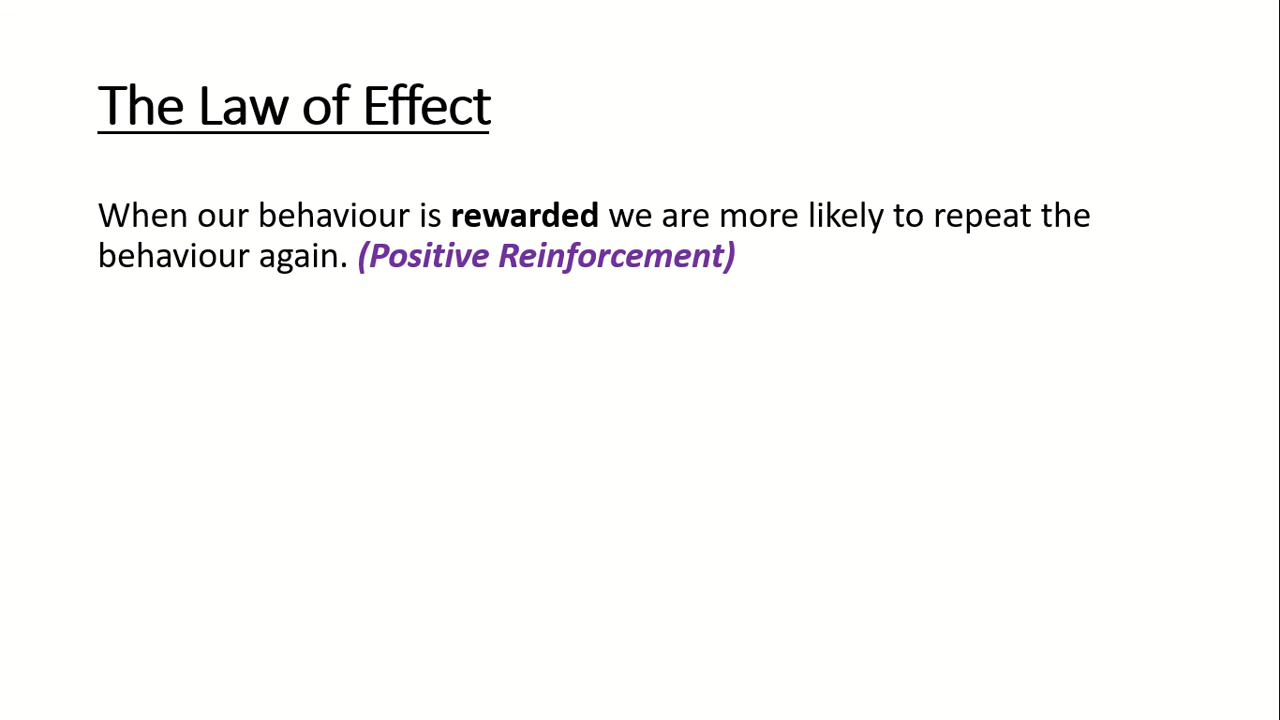 The Law of Effect
When our behaviour is rewarded we are more likely to repeat the
behaviour again. (Positive Reinforcement)